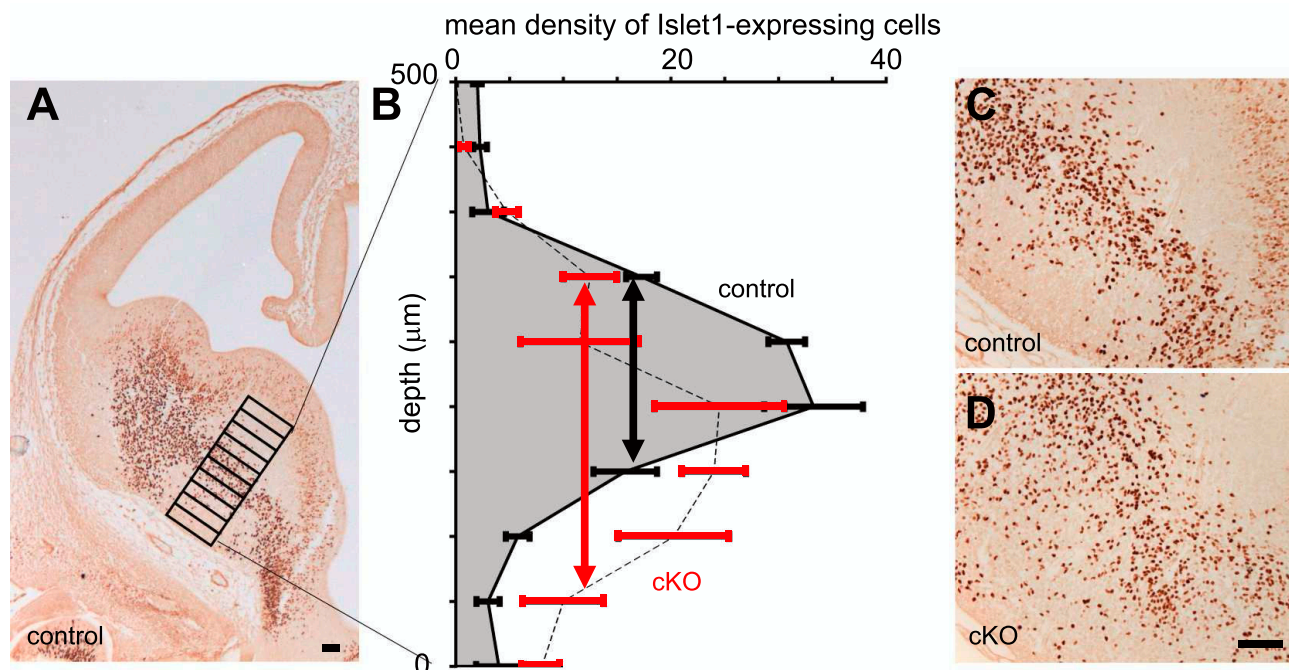 mean density of Islet1-expressing cells
0 20 40
500
A
B
C
depth (μm)
control
control
D
cKO
control
cKO
0